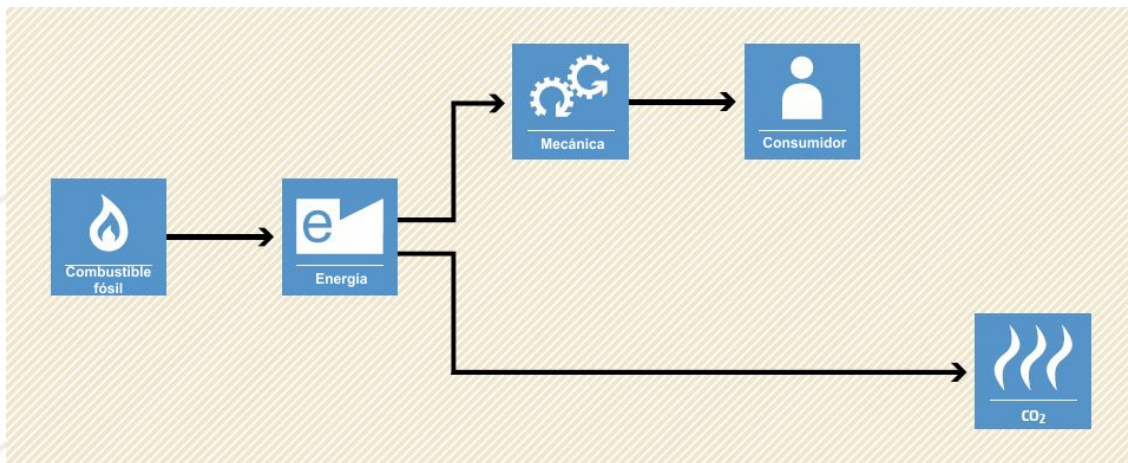 Mecánica
Consumidor
e
Combustible
fósil
Energía
CO₂